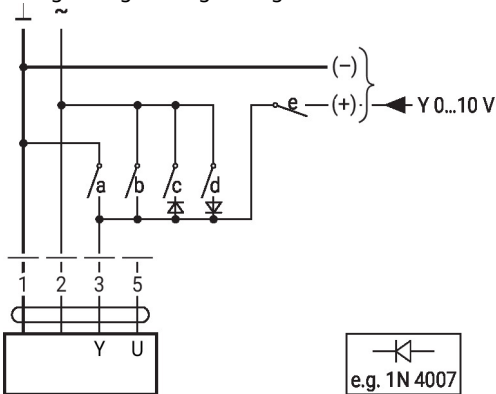 ⊥ ~
(–)
e (+) Y 0...10 V
a b c d
1 2 3 5
Y U
e.g. 1N 4007